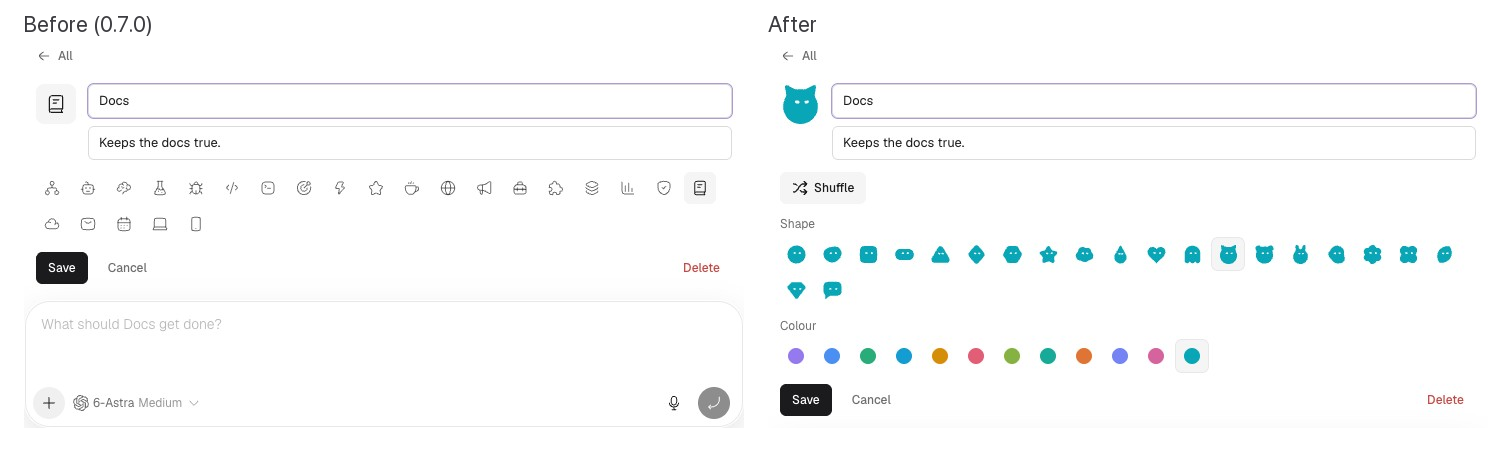 Before (0.7.0)
All
Docs
Keeps the docs true.
Save
Cancel
Delete
What should Docs get done?
6-Astra Medium
After
All
Docs
Keeps the docs true.
Shuffle
Shape
Colour
Save
Cancel
Delete